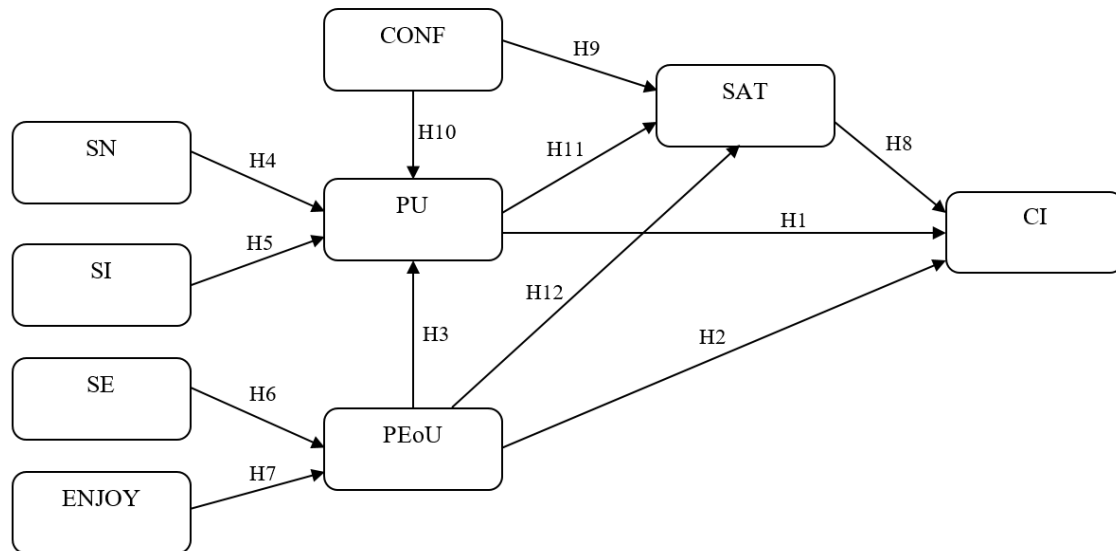 CONF
H9
SAT
H10
SN
H4
H11
H8
PU
CI
H1
H5
SI
H12
H3
H2
SE
H6
PEoU
H7
ENJOY